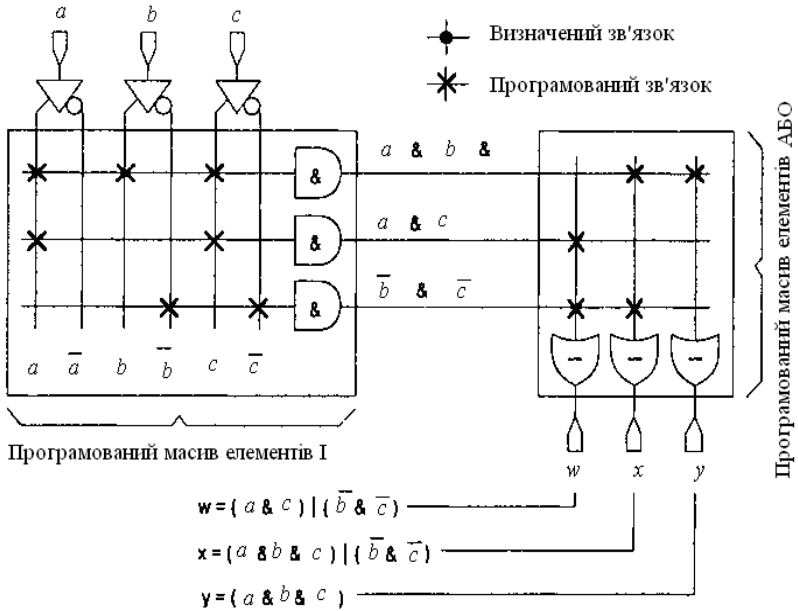 a b c
Визначений зв'язок
Програмований зв'язок
a & b &
&
a & c
&
b̅ & c̅
&
a a̅ b b̅ c c̅
Програмований масив елементів І
Програмований масив елементів АБО
w x y
w = ( a & c ) | ( b̅ & c̅ )
x = ( a & b & c ) | ( b̅ & c̅ )
y = ( a & b & c )